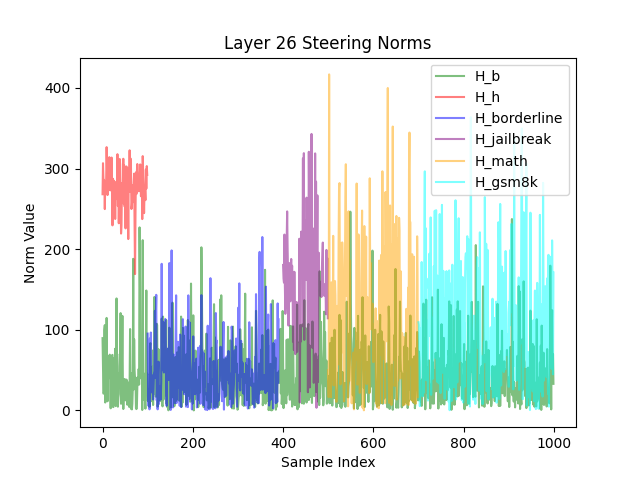 Layer 26 Steering Norms
Norm Value
400
300
200
100
0
H_b
H_h
H_borderline
H_jailbreak
H_math
H_gsm8k
0 200 400 600 800 1000
Sample Index